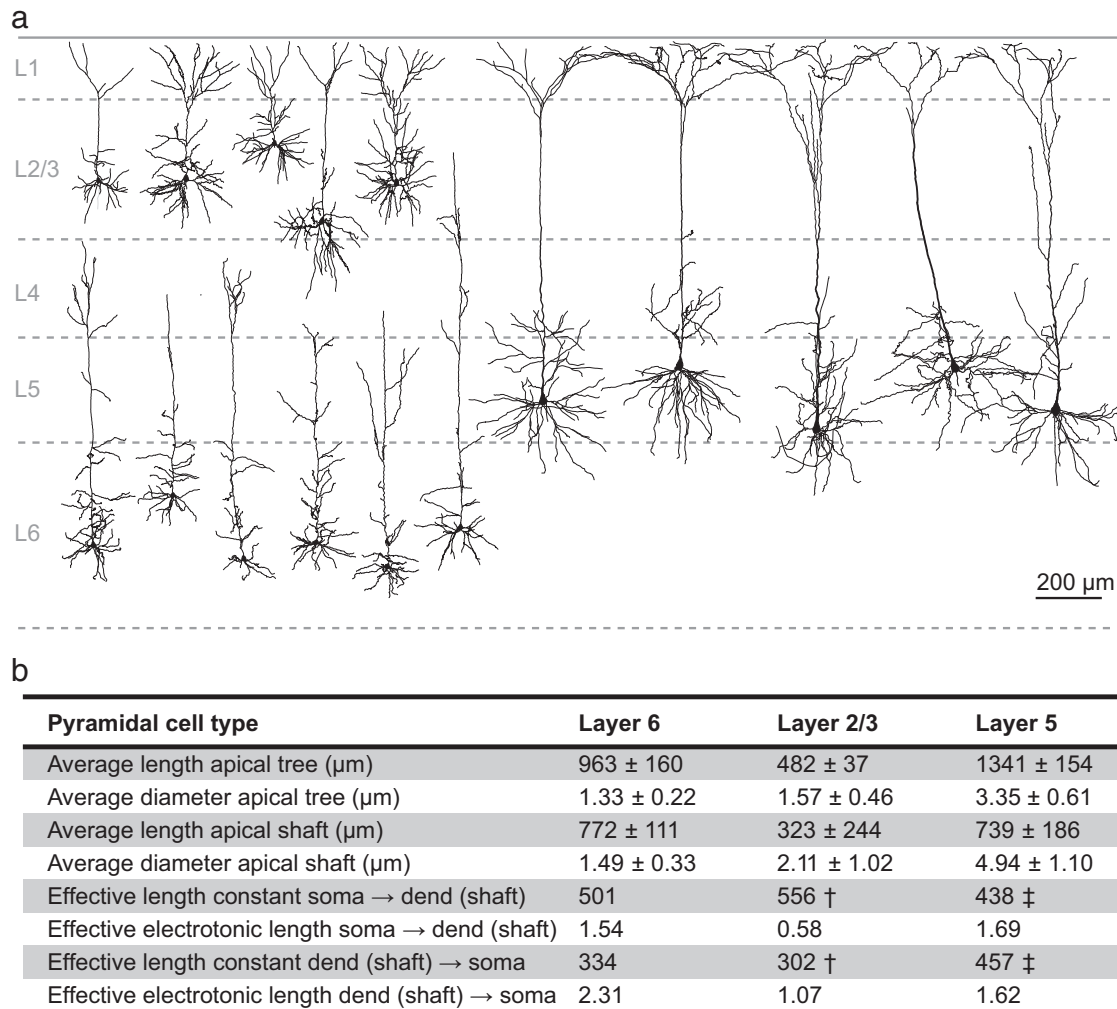 a
L1
L2/3
L4
L5
L6
200 µm
b
Pyramidal cell type Layer 6 Layer 2/3 Layer 5
Average length apical tree (µm) 963 ± 160 482 ± 37 1341 ± 154
Average diameter apical tree (µm) 1.33 ± 0.22 1.57 ± 0.46 3.35 ± 0.61
Average length apical shaft (µm) 772 ± 111 323 ± 244 739 ± 186
Average diameter apical shaft (µm) 1.49 ± 0.33 2.11 ± 1.02 4.94 ± 1.10
Effective length constant soma → dend (shaft) 501 556 † 438 ‡
Effective electrotonic length soma → dend (shaft) 1.54 0.58 1.69
Effective length constant dend (shaft) → soma 334 302 † 457 ‡
Effective electrotonic length dend (shaft) → soma 2.31 1.07 1.62